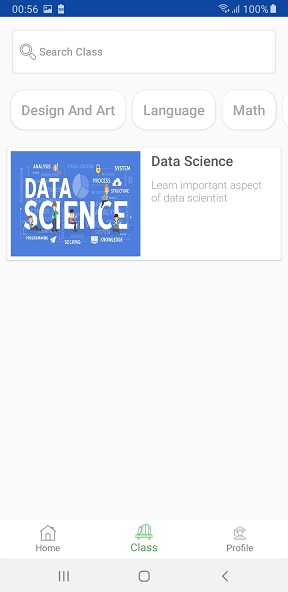 00:56 100%
Search Class
Design And Art Language Math
Data Science
Learn important aspect
of data scientist
ANALYSIS VISUALIZATION SYSTEM
PROCESS
DATA STRUCTURE
SCIENCE
PROGRAMMING SOLVING KNOWLEDGE
Home Class Profile